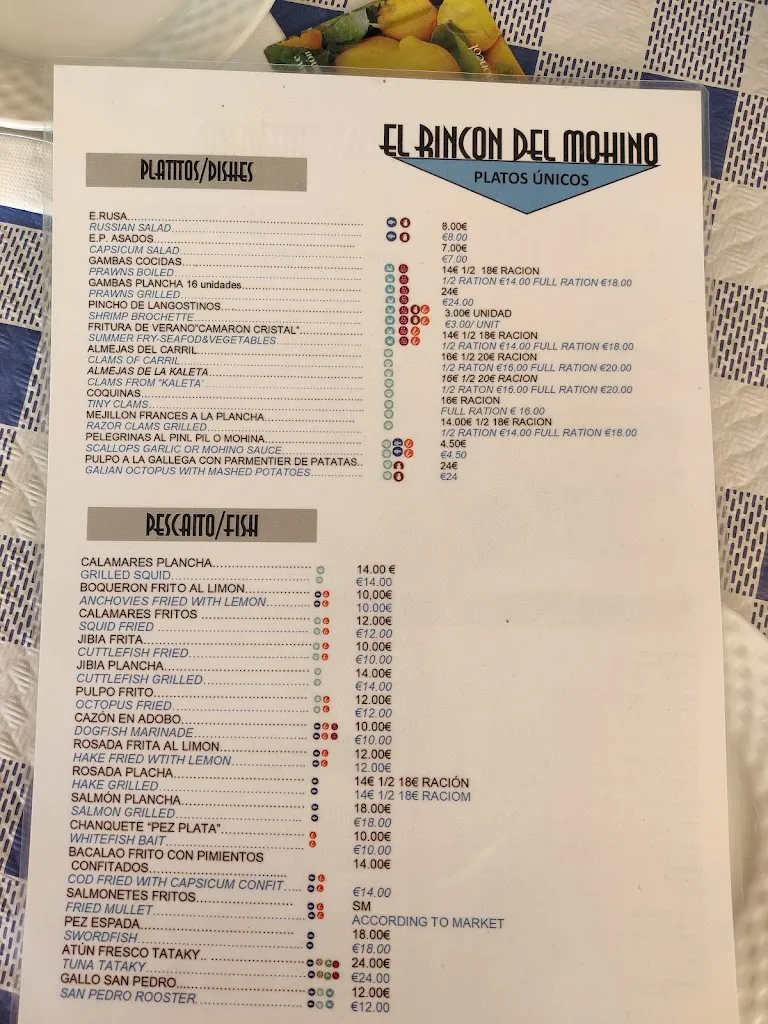 EL RINCON DEL MOHINO
PLATOS ÚNICOS
PLATITOS/DISHES
E.RUSA 8.00€
RUSSIAN SALAD €8.00
E.P. ASADOS 7.00€
CAPSICUM SALAD €7.00
GAMBAS COCIDAS 14€ 1/2 18€ RACION
PRAWNS BOILED 1/2 RATION €14.00 FULL RATION €18.00
GAMBAS PLANCHA 16 unidades 24€
PRAWNS GRILLED €24.00
PINCHO DE LANGOSTINOS 3.00€ UNIDAD
SHRIMP BROCHETTE €3.00/ UNIT
FRITURA DE VERANO"CAMARON CRISTAL" 14€ 1/2 18€ RACION
SUMMER FRY-SEAFOD&VEGETABLES 1/2 RATION €14.00 FULL RATION €18.00
ALMEJAS DEL CARRIL 16€ 1/2 20€ RACION
CLAMS OF CARRIL 1/2 RATON €16.00 FULL RATION €20.00
ALMEJAS DE LA KALETA 16€ 1/2 20€ RACION
CLAMS FROM "KALETA' 1/2 RATON €16.00 FULL RATION €20.00
COQUINAS 16€ RACION
TINY CLAMS FULL RATION € 16.00
MEJILLON FRANCES A LA PLANCHA 14.00€ 1/2 18€ RACION
RAZOR CLAMS GRILLED 1/2 RATION €14.00 FULL RATION €18.00
PELEGRINAS AL PINL PIL O MOHINA 4.50€
SCALLOPS GARLIC OR MOHINO SAUCE €4.50
PULPO A LA GALLEGA CON PARMENTIER DE PATATAS.. 24€
GALIAN OCTOPUS WITH MASHED POTATOES €24
PESCAITO/FISH
CALAMARES PLANCHA 14.00 €
GRILLED SQUID €14.00
BOQUERON FRITO AL LIMON 10,00€
ANCHOVIES FRIED WITH LEMON 10.00€
CALAMARES FRITOS 12.00€
SQUID FRIED €12.00
JIBIA FRITA 10.00€
CUTTLEFISH FRIED €10.00
JIBIA PLANCHA 14.00€
CUTTLEFISH GRILLED €14.00
PULPO FRITO 12.00€
OCTOPUS FRIED €12.00
CAZÓN EN ADOBO 10.00€
DOGFISH MARINADE €10.00
ROSADA FRITA AL LIMON 12.00€
HAKE FRIED WTITH LEMON 12.00€
ROSADA PLACHA 14€ 1/2 18€ RACIÓN
HAKE GRILLED 14€ 1/2 18€ RACIOM
SALMÓN PLANCHA 18.00€
SALMON GRILLED €18.00
CHANQUETE "PEZ PLATA" 10.00€
WHITEFISH BAIT €10.00
BACALAO FRITO CON PIMIENTOS 14.00€
CONFITADOS
COD FRIED WITH CAPSICUM CONFIT €14.00
SALMONETES FRITOS SM
FRIED MULLET ACCORDING TO MARKET
PEZ ESPADA 18.00€
SWORDFISH €18.00
ATÚN FRESCO TATAKY .. 24.00€
TUNA TATAKY €24.00
GALLO SAN PEDRO 12.00€
SAN PEDRO ROOSTER €12.00